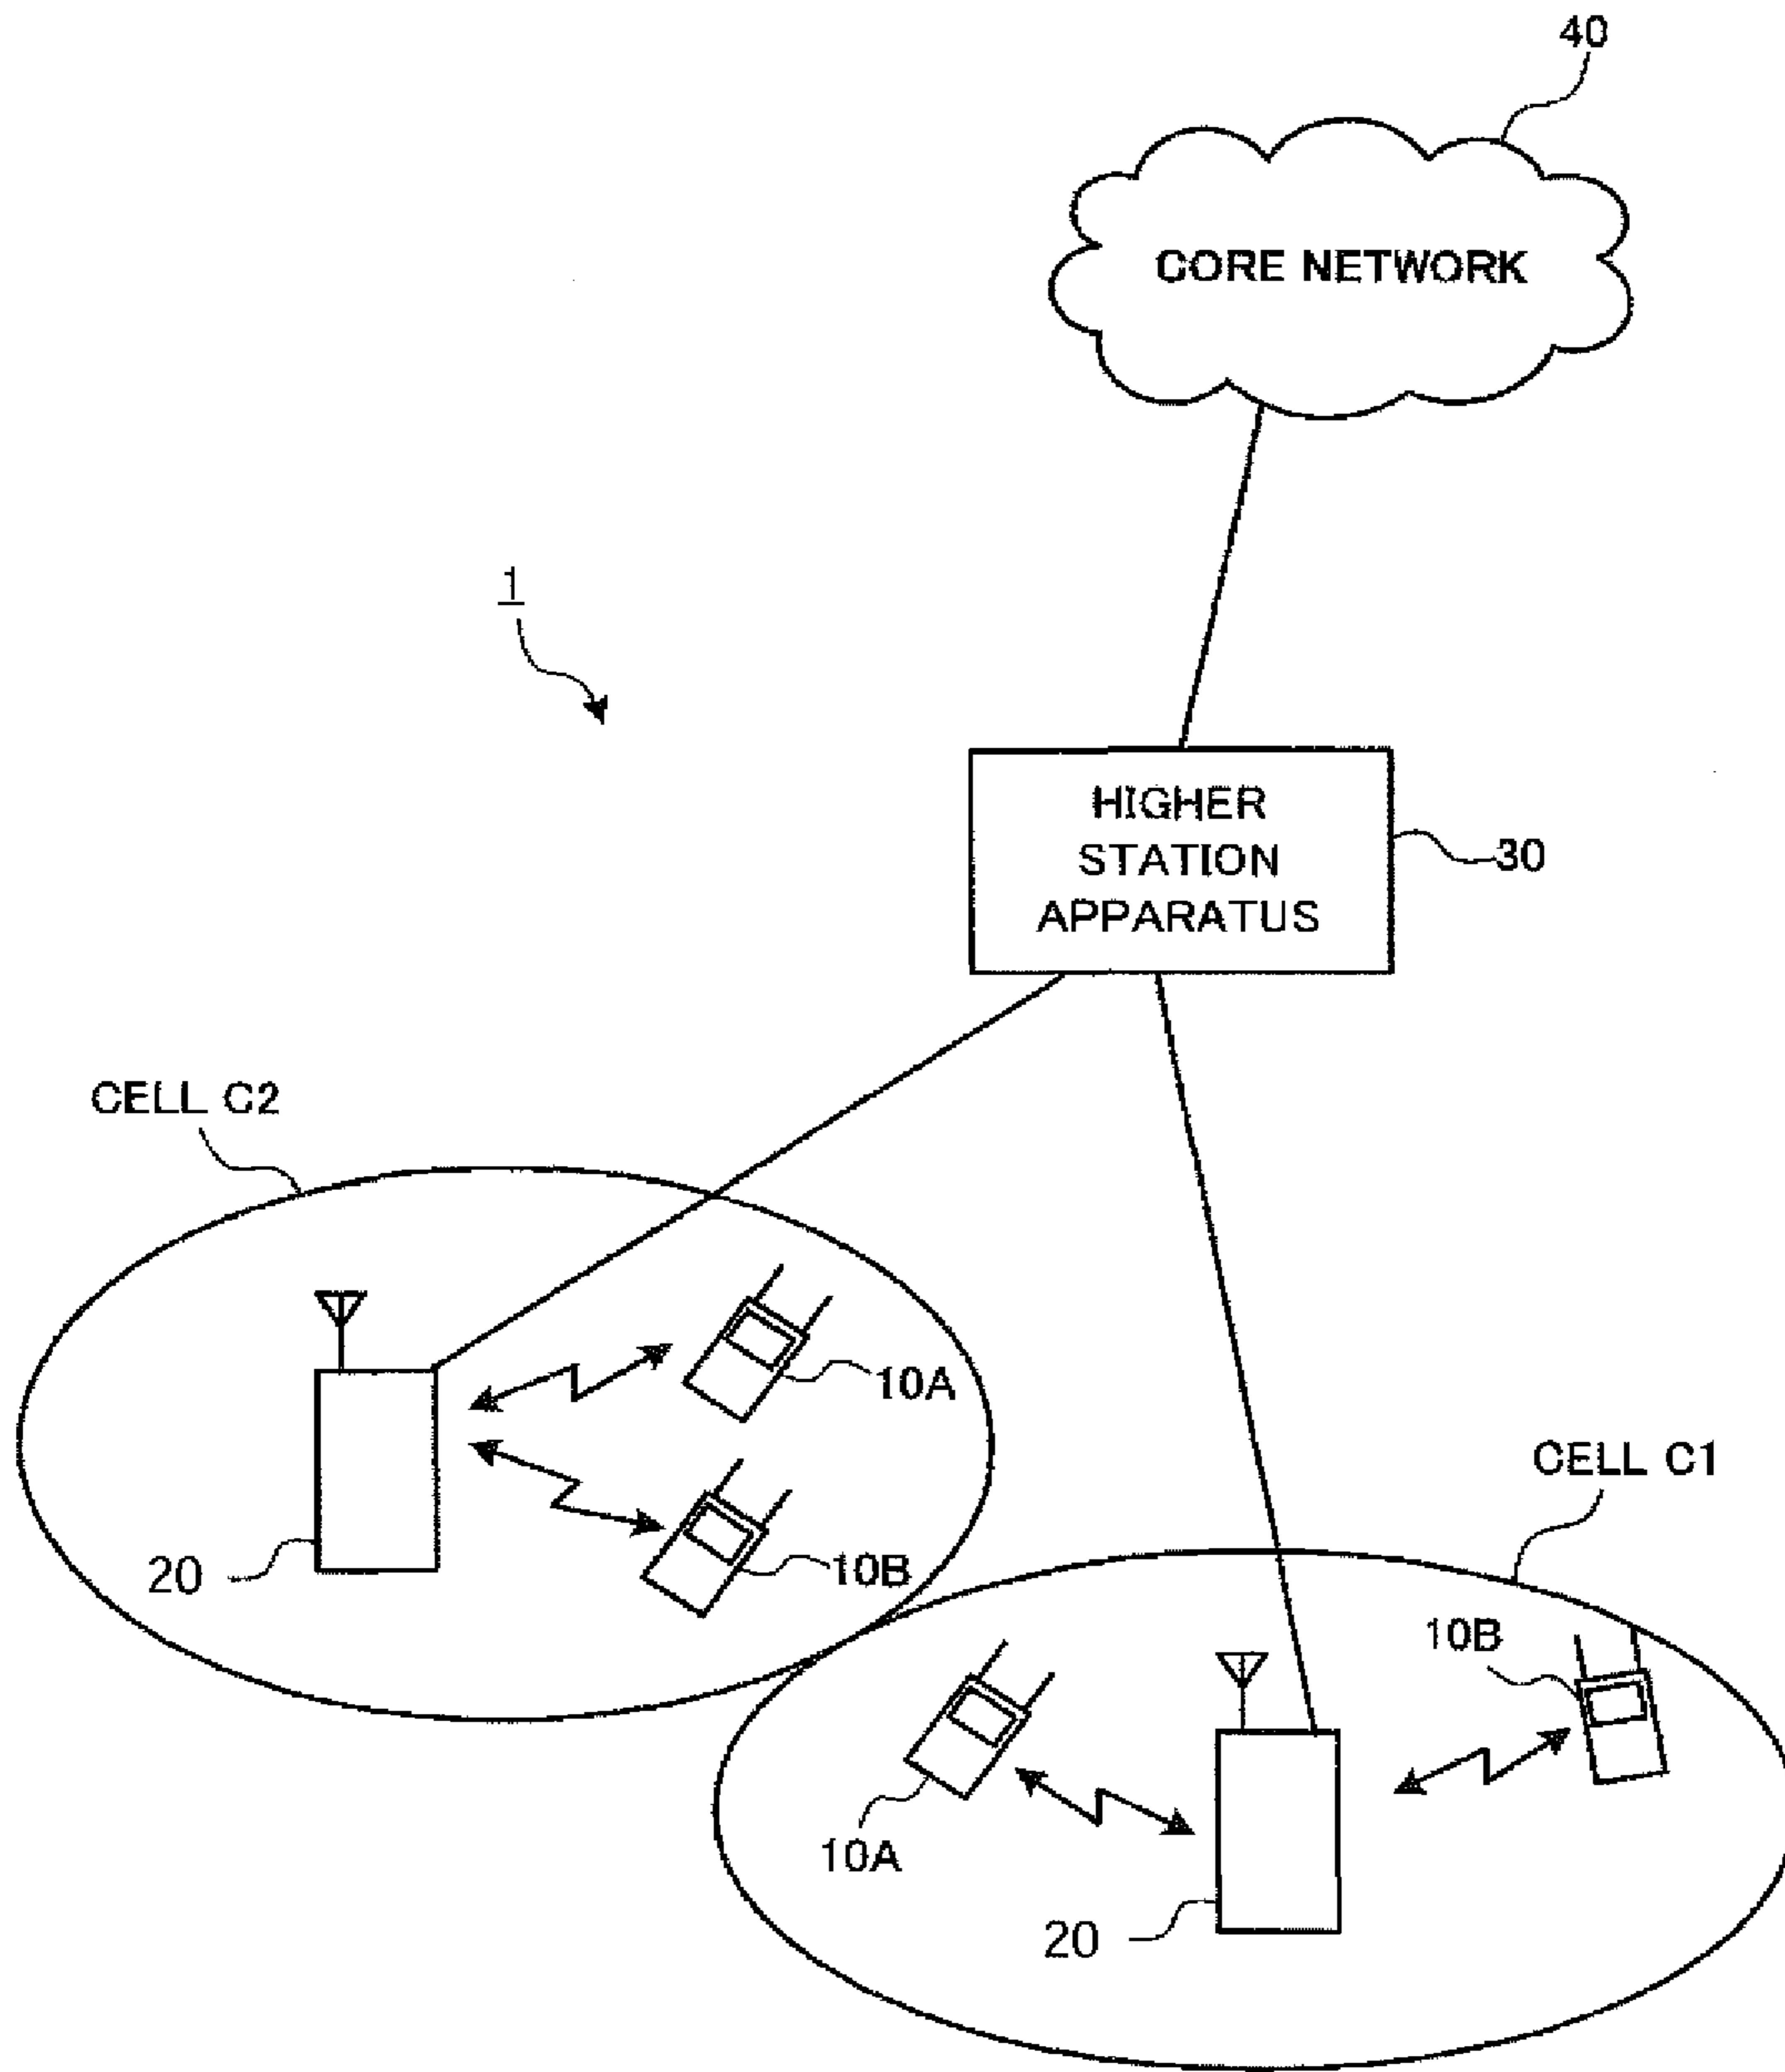 40
CORE NETWORK
1
HIGHER
STATION
APPARATUS
30
CELL C2
10A
10B
20
CELL C1
10B
10A
20